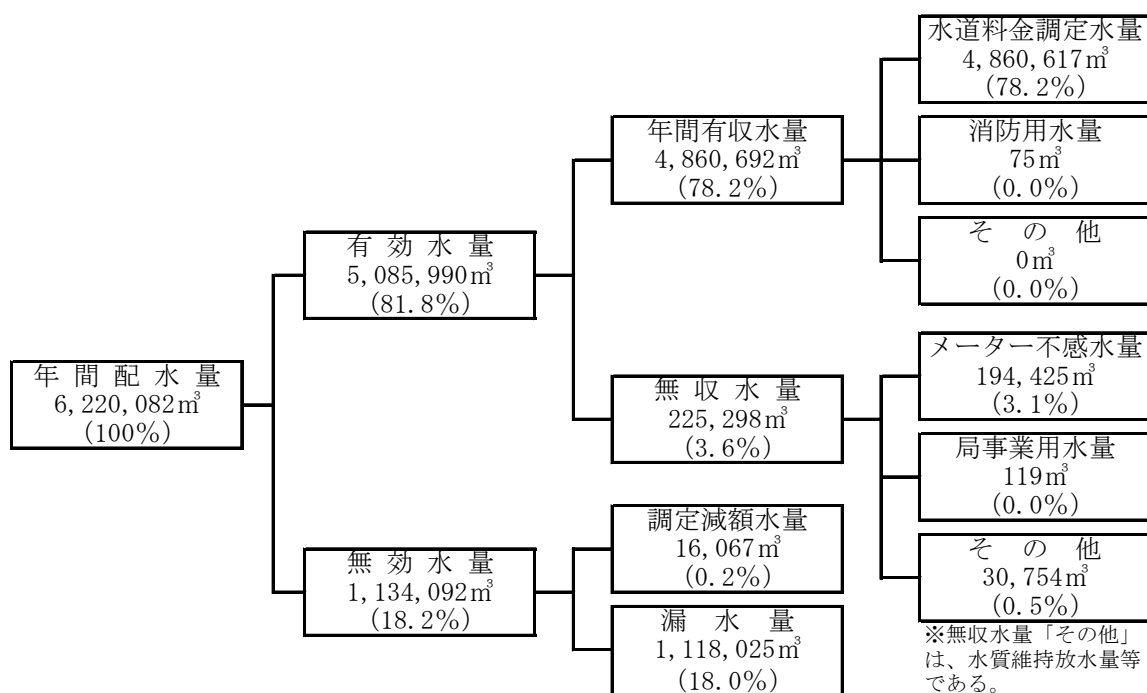 年間配水量
6,220,082㎥
(100%)
有効水量
5,085,990㎥
(81.8%)
年間有収水量
4,860,692㎥
(78.2%)
水道料金調定水量
4,860,617㎥
(78.2%)
消防用水量
75㎥
(0.0%)
その他
0㎥
(0.0%)
無収水量
225,298㎥
(3.6%)
メーター不感水量
194,425㎥
(3.1%)
局事業用水量
119㎥
(0.0%)
その他
30,754㎥
(0.5%)
※無収水量「その他」
は、水質維持放水量等
である。
無効水量
1,134,092㎥
(18.2%)
調定減額水量
16,067㎥
(0.2%)
漏水量
1,118,025㎥
(18.0%)